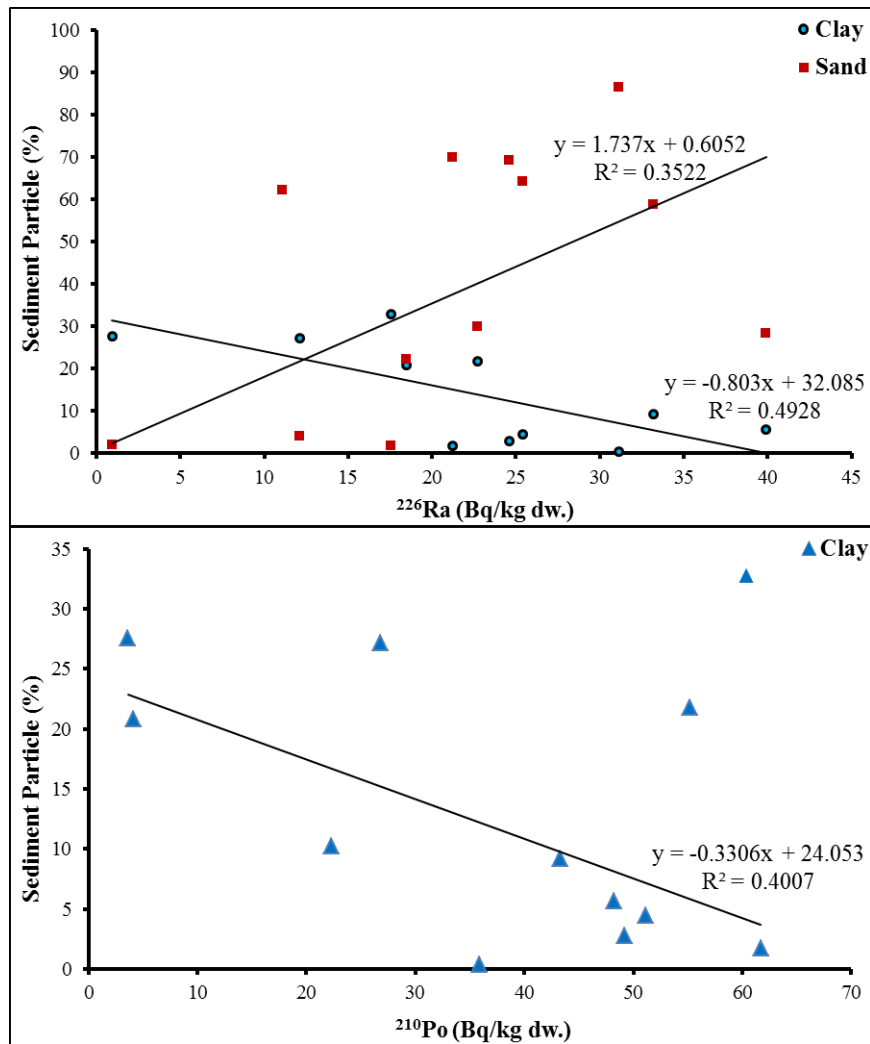 Clay
Sand
Sediment Particle (%)
100
90
80
70
60
50
40
30
20
10
0
y = 1.737x + 0.6052
R² = 0.3522
y = -0.803x + 32.085
R² = 0.4928
0 5 10 15 20 25 30 35 40 45
²²⁶Ra (Bq/kg dw.)
Clay
Sediment Particle (%)
35
30
25
20
15
10
5
0
y = -0.3306x + 24.053
R² = 0.4007
0 10 20 30 40 50 60 70
²¹⁰Po (Bq/kg dw.)